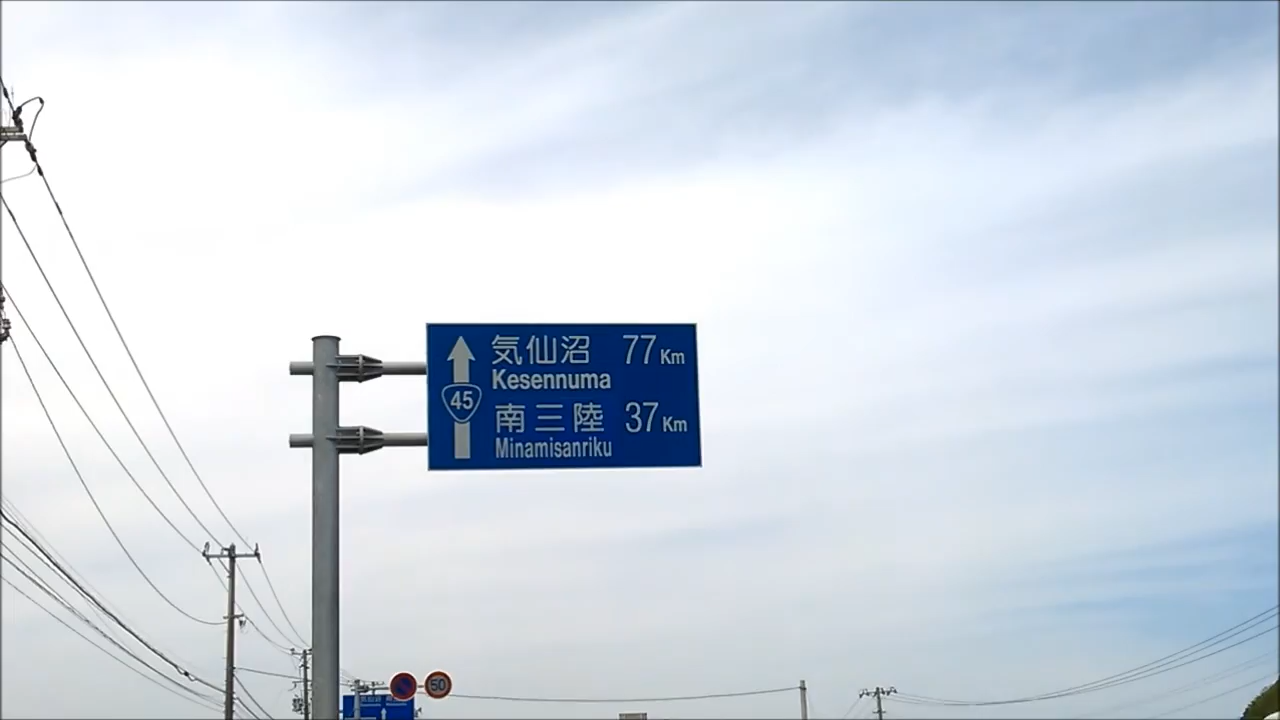 気仙沼 77 Km
Kesennuma
45
南三陸 37 Km
Minamisanriku
50